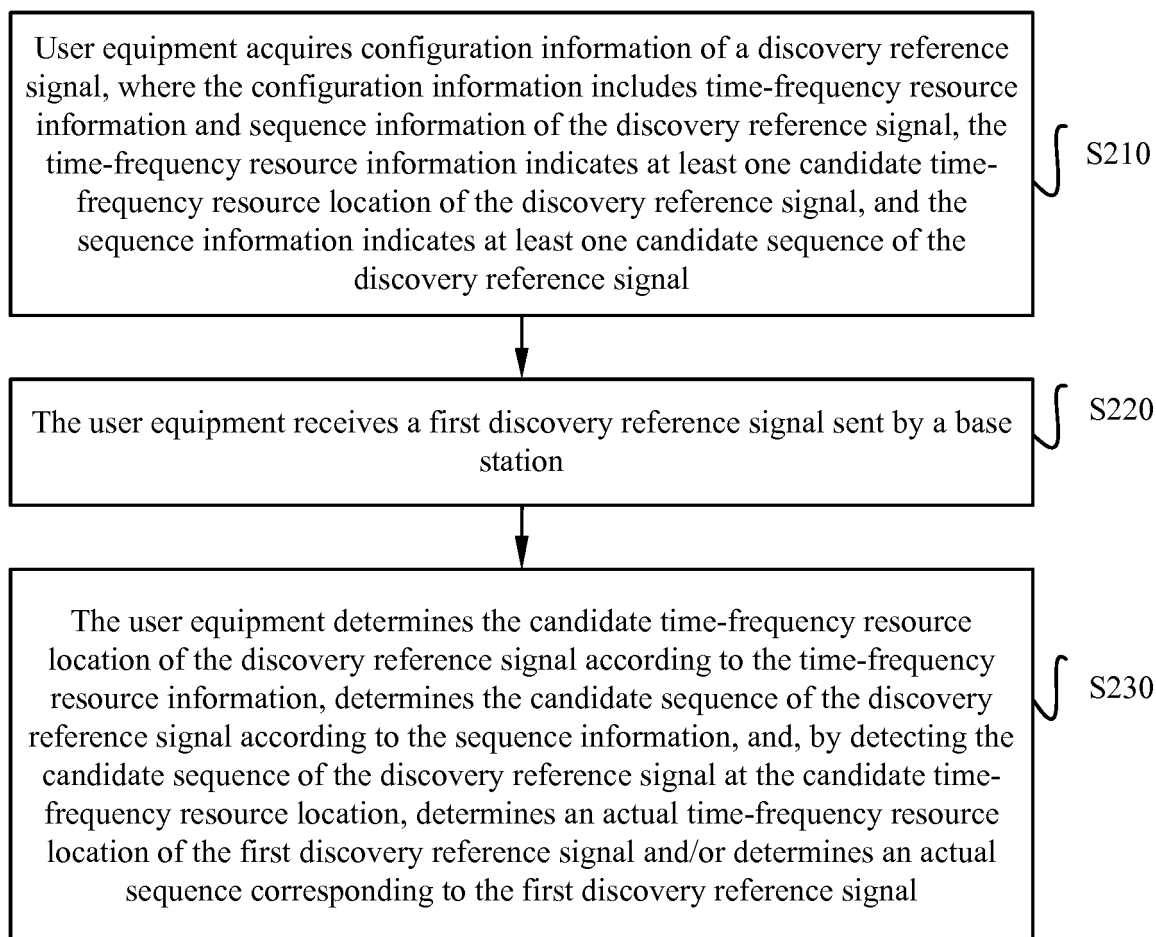 User equipment acquires configuration information of a discovery reference
signal, where the configuration information includes time-frequency resource
information and sequence information of the discovery reference signal, the
time-frequency resource information indicates at least one candidate time-
frequency resource location of the discovery reference signal, and the
sequence information indicates at least one candidate sequence of the
discovery reference signal
S210
The user equipment receives a first discovery reference signal sent by a base
station
S220
The user equipment determines the candidate time-frequency resource
location of the discovery reference signal according to the time-frequency
resource information, determines the candidate sequence of the discovery
reference signal according to the sequence information, and, by detecting the
candidate sequence of the discovery reference signal at the candidate time-
frequency resource location, determines an actual time-frequency resource
location of the first discovery reference signal and/or determines an actual
sequence corresponding to the first discovery reference signal
S230